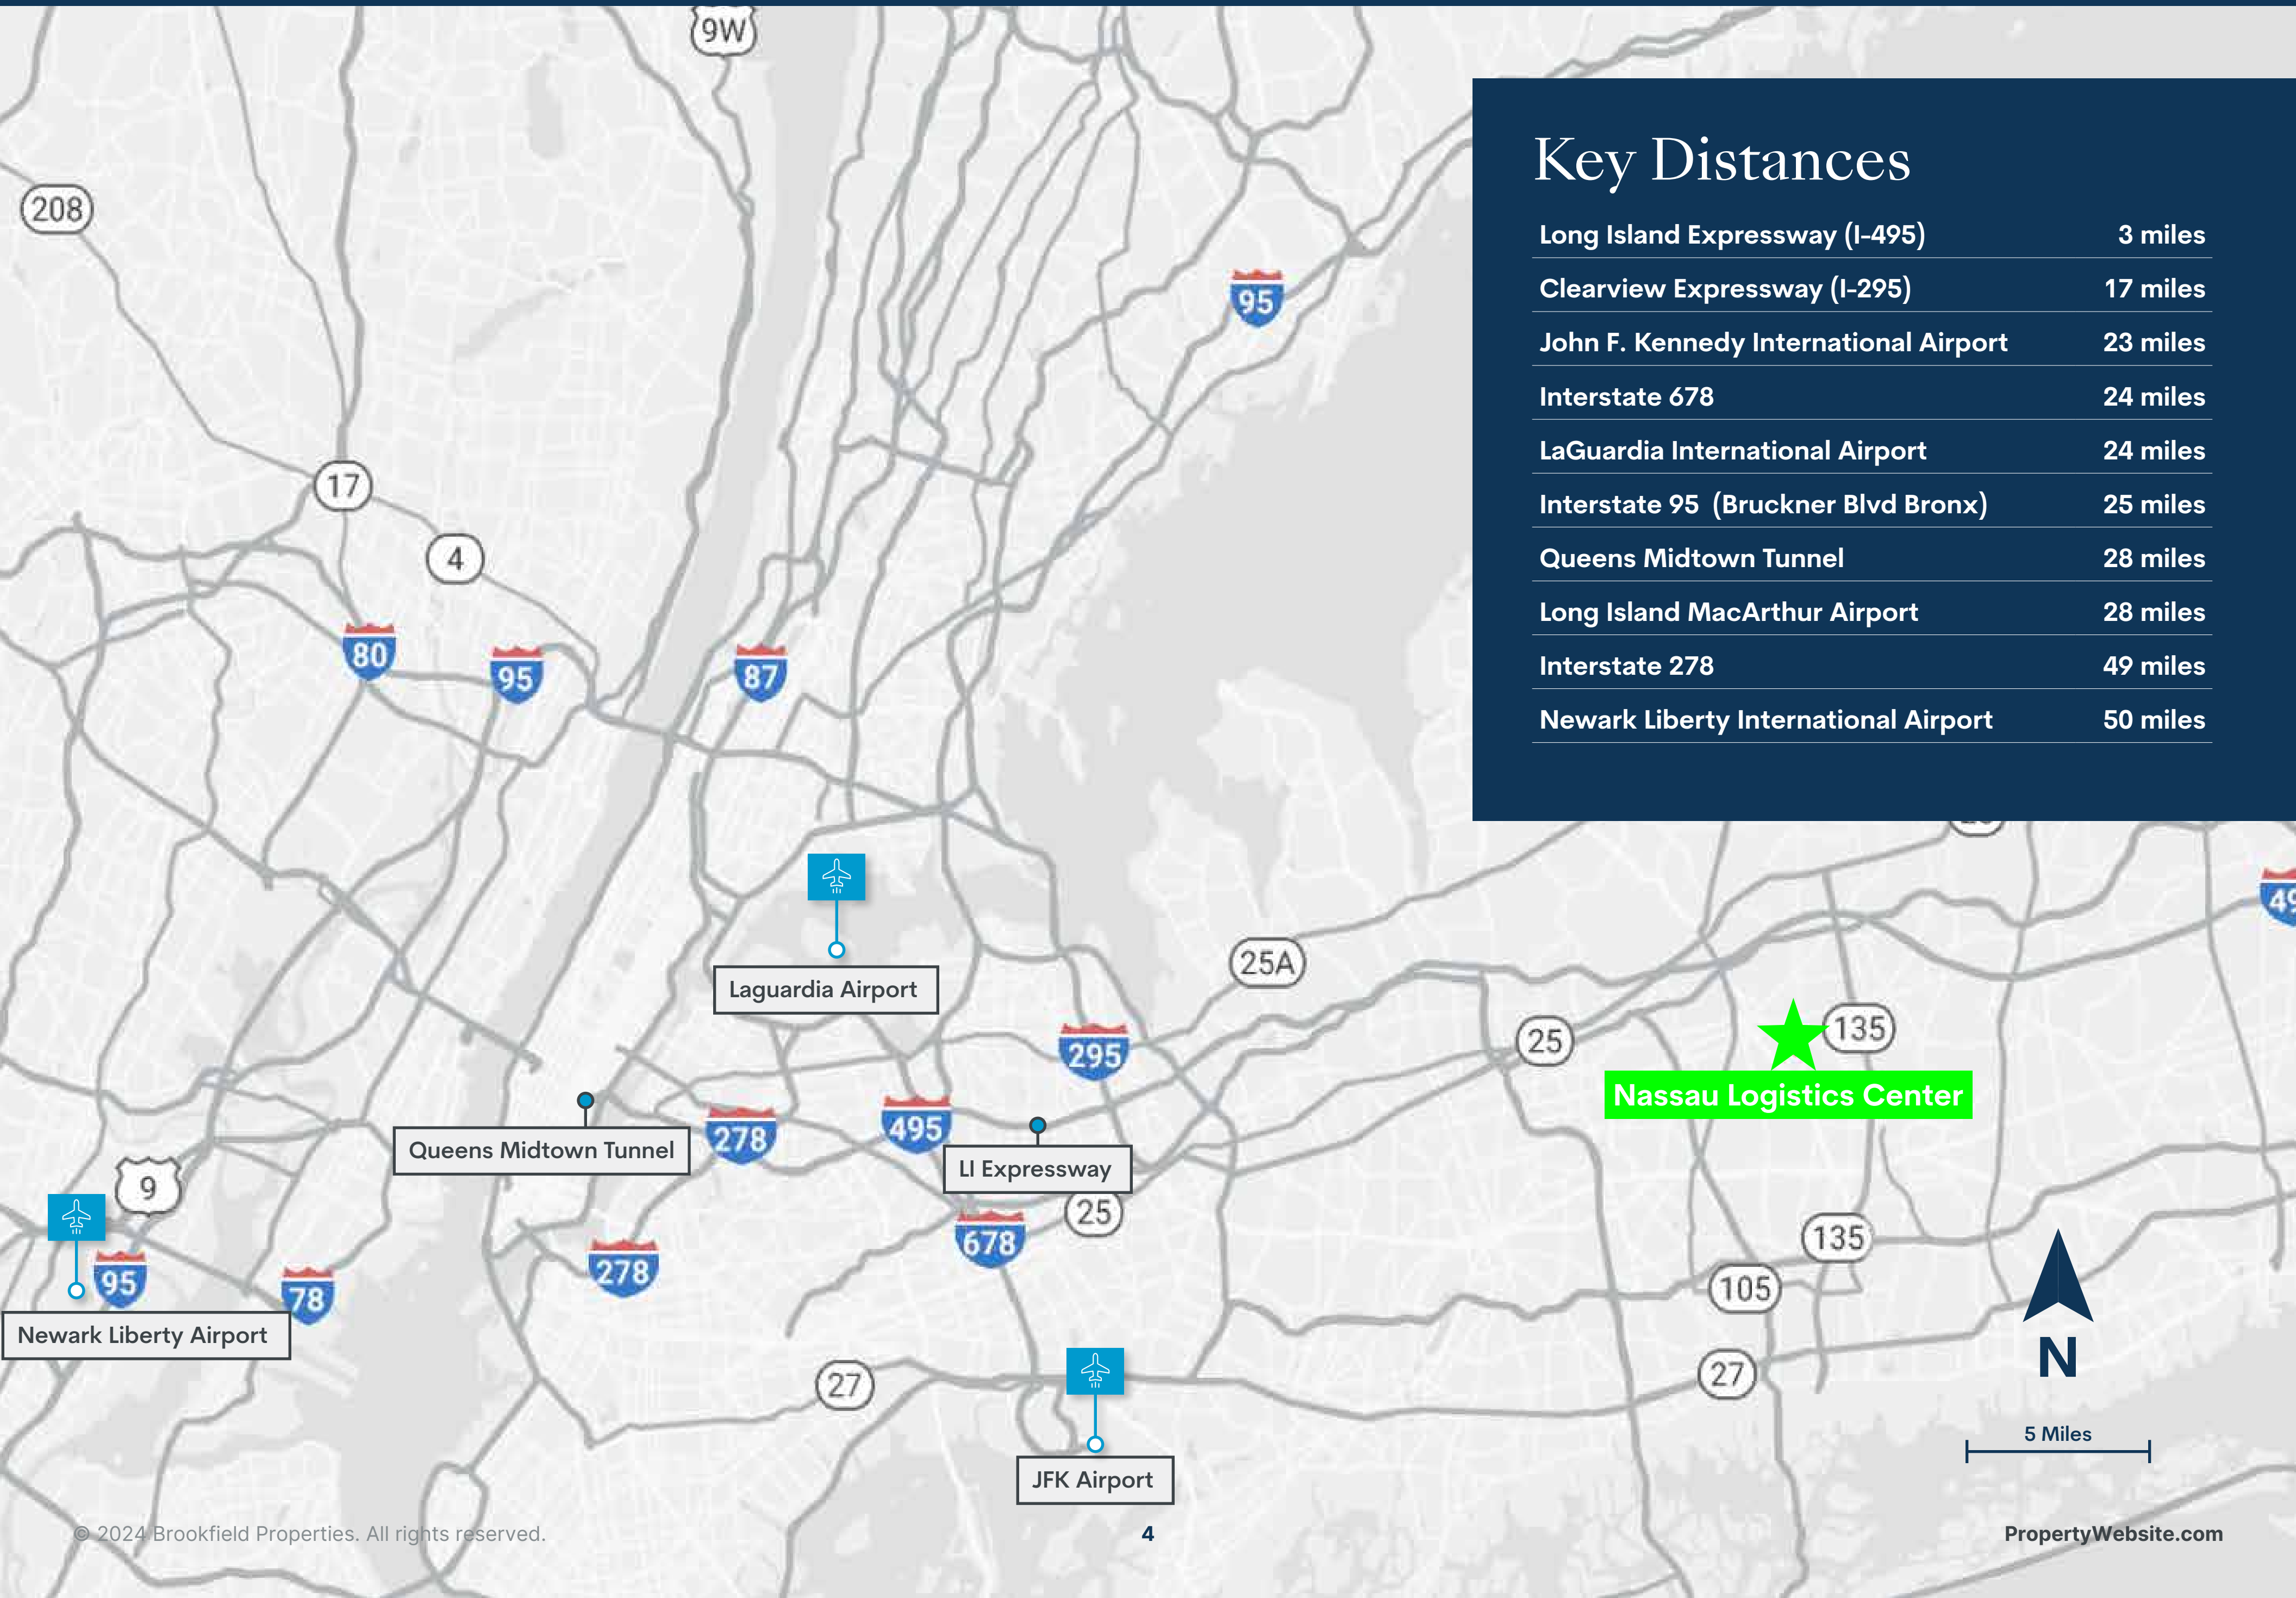 9W
208
Key Distances
Long Island Expressway (I-495) 3 miles
Clearview Expressway (I-295) 17 miles
John F. Kennedy International Airport 23 miles
Interstate 678 24 miles
LaGuardia International Airport 24 miles
Interstate 95 (Bruckner Blvd Bronx) 25 miles
Queens Midtown Tunnel 28 miles
Long Island MacArthur Airport 28 miles
Interstate 278 49 miles
Newark Liberty International Airport 50 miles
95
17
4
80
95
87
Laguardia Airport
25A
295
25
135
Nassau Logistics Center
Queens Midtown Tunnel
278
495
LI Expressway
9
25
678
278
135
95
78
105
Newark Liberty Airport
27
27
N
5 Miles
JFK Airport
© 2024 Brookfield Properties. All rights reserved.
4
PropertyWebsite.com